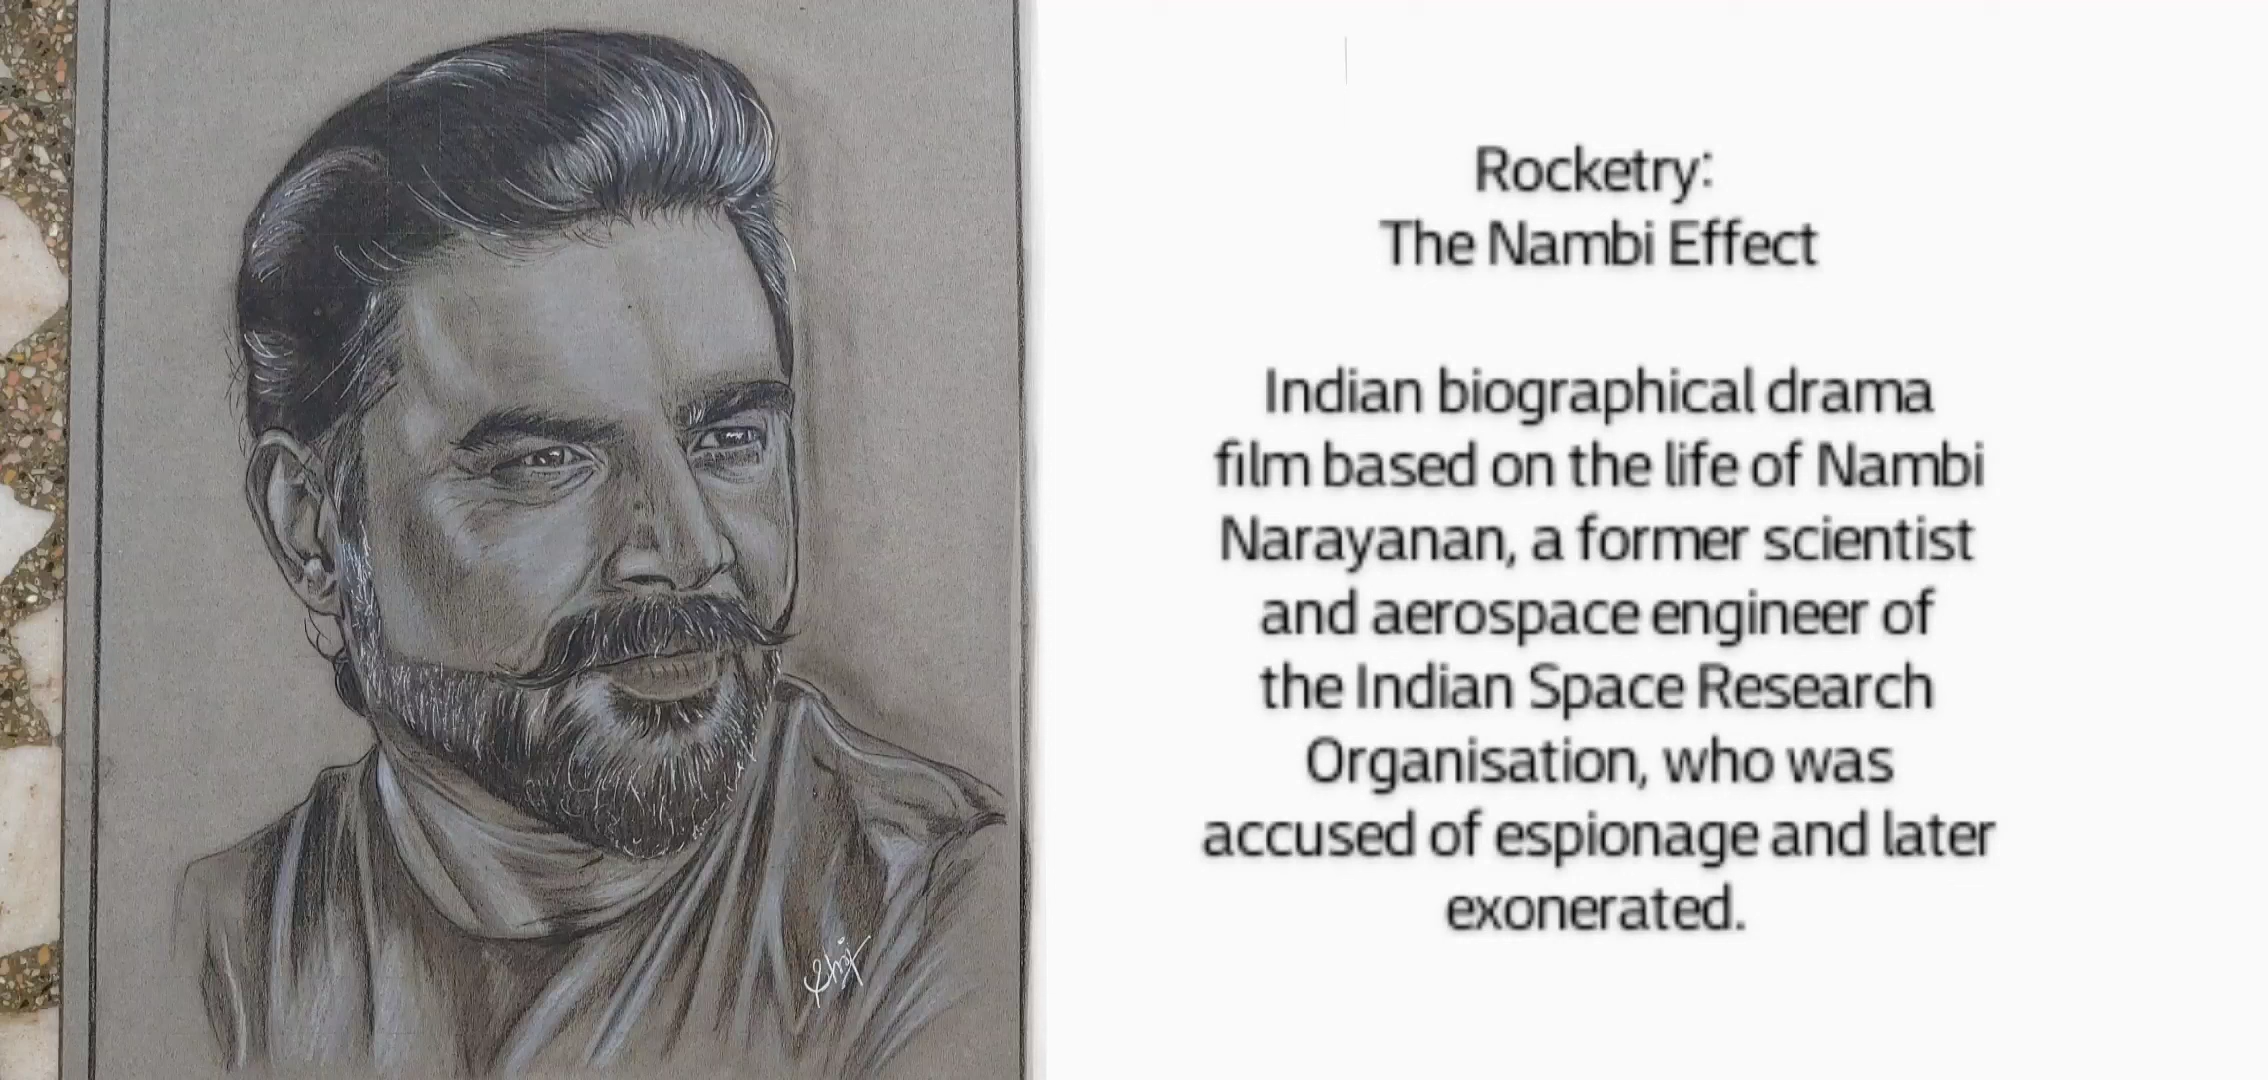 Rocketry:
The Nambi Effect
Indian biographical drama
film based on the life of Nambi
Narayanan, a former scientist
and aerospace engineer of
the Indian Space Research
Organisation, who was
accused of espionage and later
exonerated.